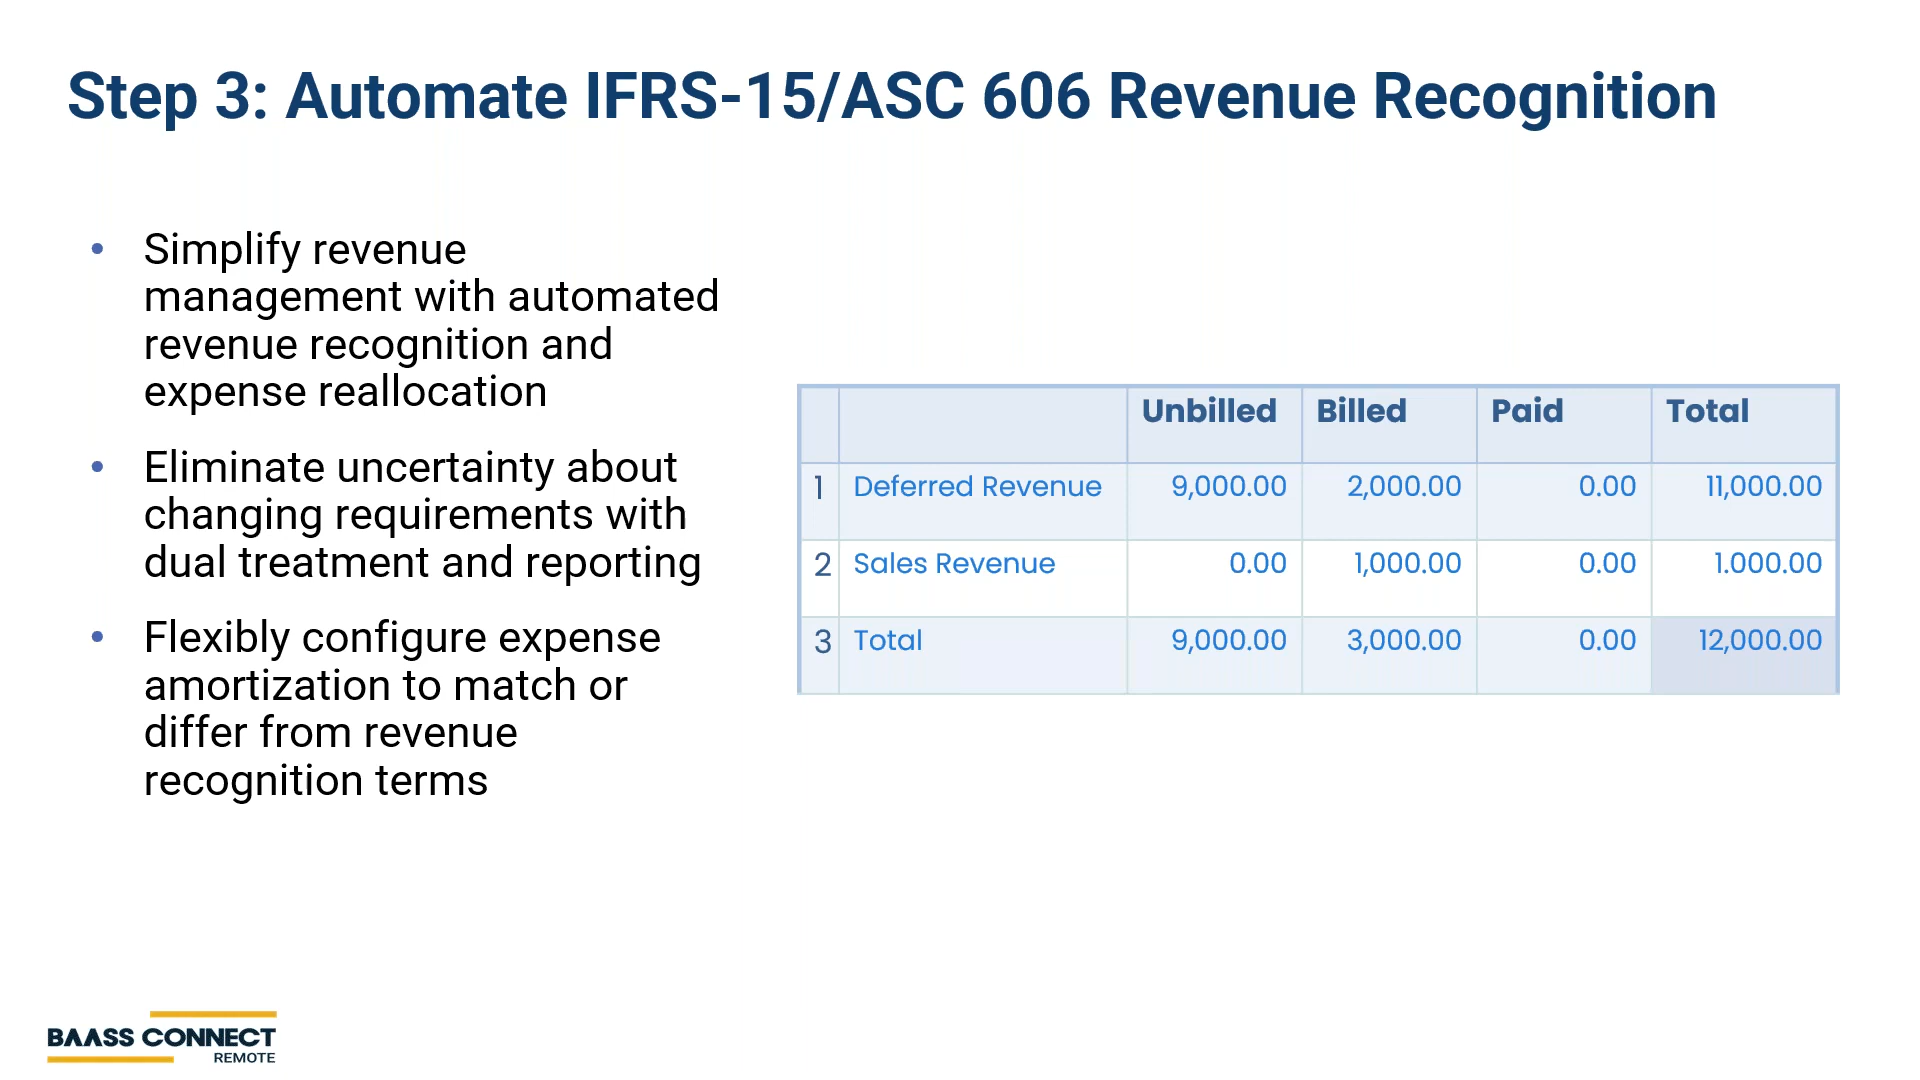 Step 3: Automate IFRS-15/ASC 606 Revenue Recognition
• Simplify revenue
management with automated
revenue recognition and
expense reallocation
• Eliminate uncertainty about
changing requirements with
dual treatment and reporting
• Flexibly configure expense
amortization to match or
differ from revenue
recognition terms
Unbilled Billed Paid Total
1 Deferred Revenue 9,000.00 2,000.00 0.00 11,000.00
2 Sales Revenue 0.00 1,000.00 0.00 1.000.00
3 Total 9,000.00 3,000.00 0.00 12,000.00
BAASS CONNECT
REMOTE